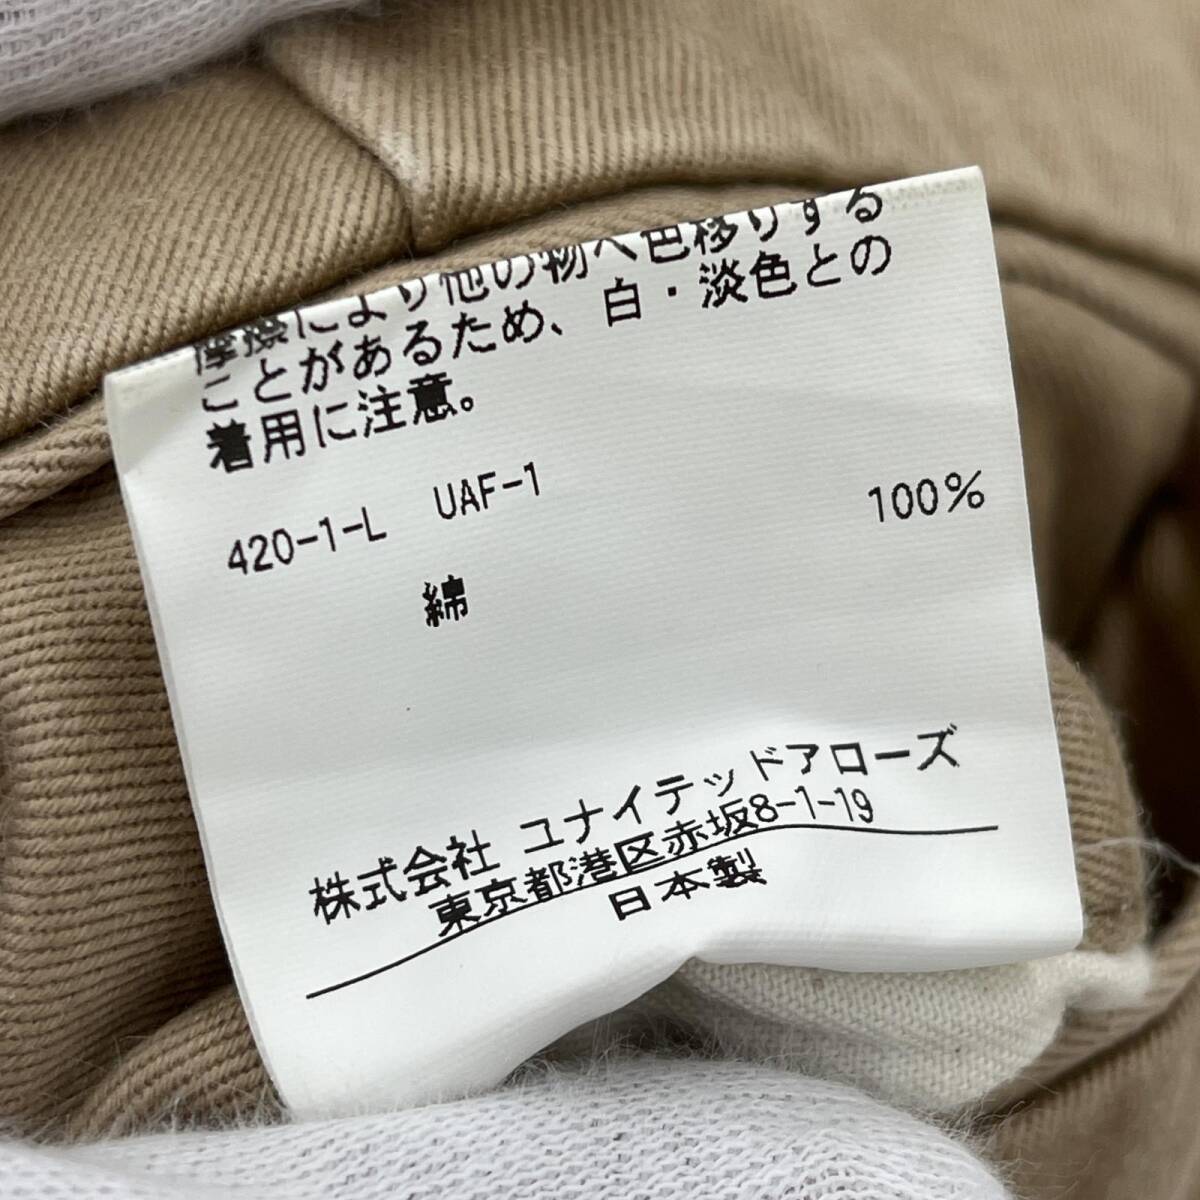 摩擦により他の物へ色移りする
ことがあるため、白・淡色との
着用に注意。
420-1-L UAF-1
綿 100%
株式会社 ユナイテッドアローズ
東京都港区赤坂8-1-19
日本製